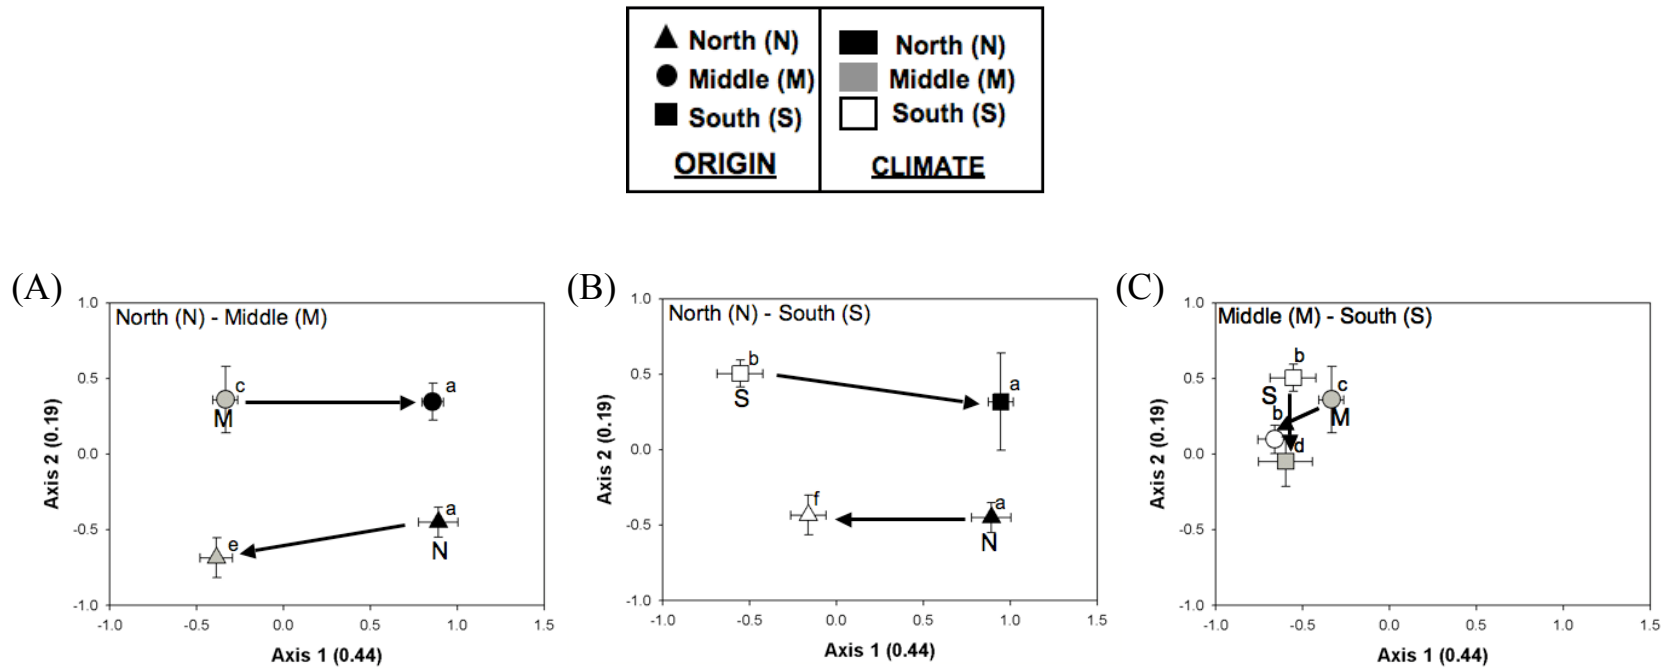 North (N)
Middle (M)
South (S)
ORIGIN
North (N)
Middle (M)
South (S)
CLIMATE
(A)
North (N) - Middle (M)
1.0
0.5
0.0
-0.5
-1.0
Axis 2 (0.19)
c
M
a
a
N
e
-1.0 -0.5 0.0 0.5 1.0 1.5
Axis 1 (0.44)
(B)
North (N) - South (S)
1.0
0.5
0.0
-0.5
-1.0
Axis 2 (0.19)
b
S
a
f
a
N
-1.0 -0.5 0.0 0.5 1.0 1.5
Axis 1 (0.44)
(C)
Middle (M) - South (S)
1.0
0.5
0.0
-0.5
-1.0
Axis 2 (0.19)
b
S
c
M
b
d
-1.0 -0.5 0.0 0.5 1.0 1.5
Axis 1 (0.44)